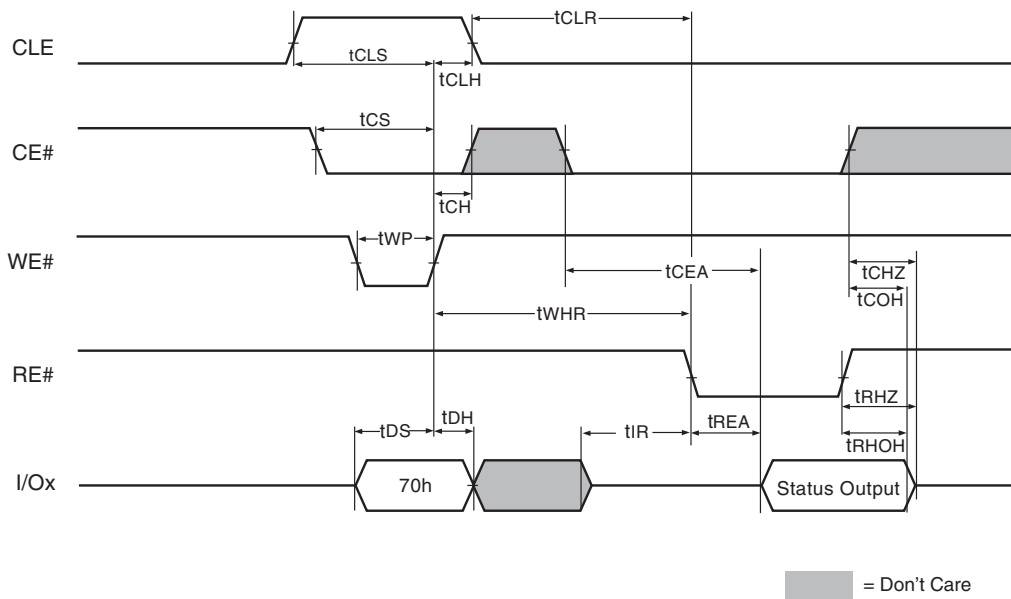 tCLR
CLE
tCLS
tCLH
tCS
CE#
tCH
tWP
WE#
tCEA
tCHZ
tCOH
tWHR
RE#
tRHZ
tDS
tDH
tIR
tREA
tRHOH
I/Ox
70h
Status Output
= Don't Care